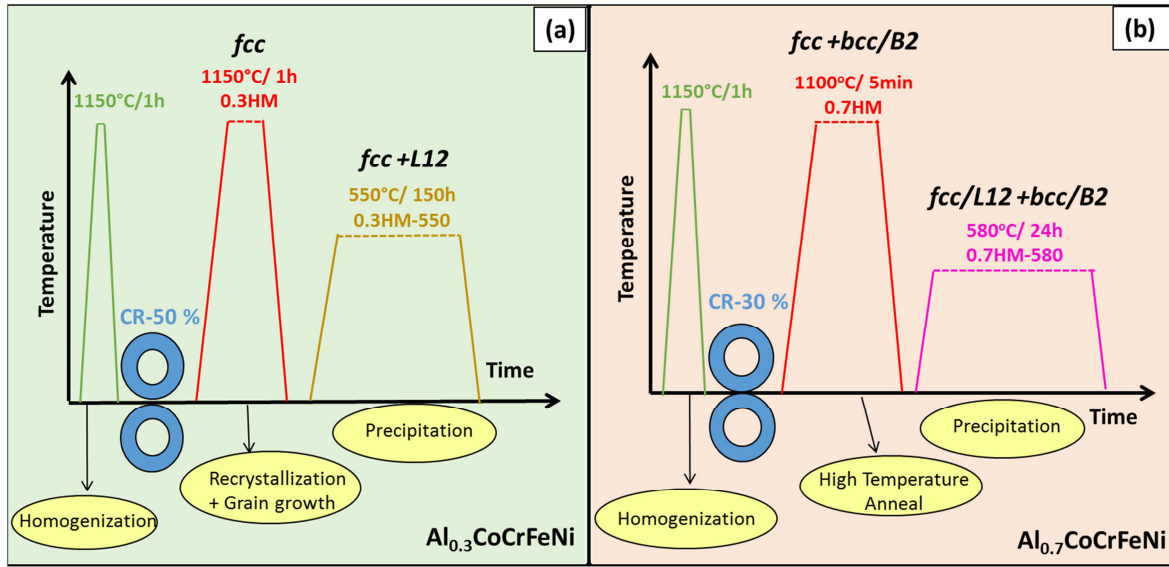 (a)
fcc
1150°C/ 1h
0.3HM
1150°C/1h
fcc +L12
550°C/ 150h
0.3HM-550
Temperature
CR-50 %
Time
Precipitation
Recrystallization
+ Grain growth
Homogenization
Al₀.₃CoCrFeNi
(b)
fcc +bcc/B2
1100°C/ 5min
0.7HM
1150°C/1h
fcc/L12 +bcc/B2
580°C/ 24h
0.7HM-580
Temperature
CR-30 %
Time
Precipitation
High Temperature
Anneal
Homogenization
Al₀.₇CoCrFeNi